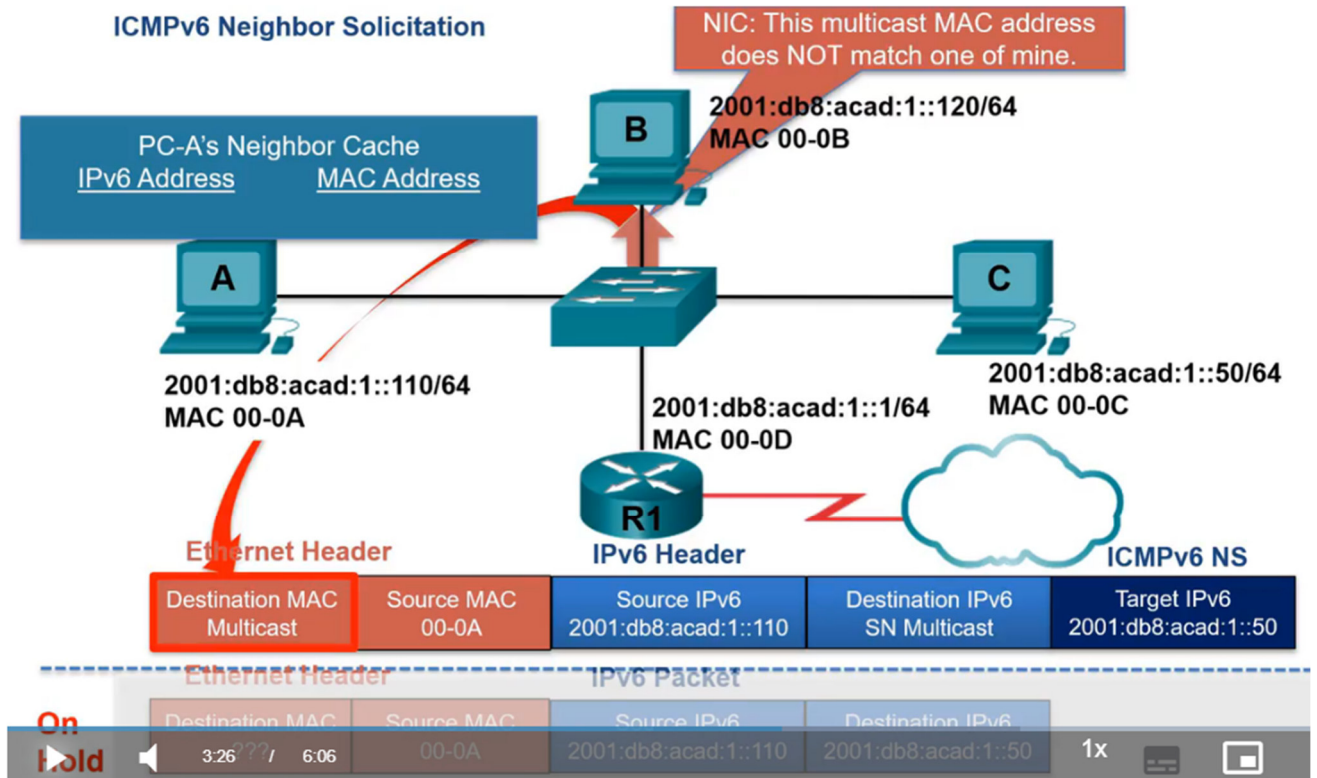 ICMPv6 Neighbor Solicitation
NIC: This multicast MAC address
does NOT match one of mine.
PC-A's Neighbor Cache
IPv6 Address MAC Address
B
2001:db8:acad:1::120/64
MAC 00-0B
A
2001:db8:acad:1::110/64
MAC 00-0A
C
2001:db8:acad:1::50/64
MAC 00-0C
2001:db8:acad:1::1/64
MAC 00-0D
R1
Ethernet Header IPv6 Header ICMPv6 NS
Destination MAC
Multicast
Source MAC
00-0A
Source IPv6
2001:db8:acad:1::110
Destination IPv6
SN Multicast
Target IPv6
2001:db8:acad:1::50
Ethernet Header IPv6 Packet
On
Hold
Destination MAC
???
Source MAC
00-0A
Source IPv6
2001:db8:acad:1::110
Destination IPv6
2001:db8:acad:1::50
3:26 / 6:06
1x